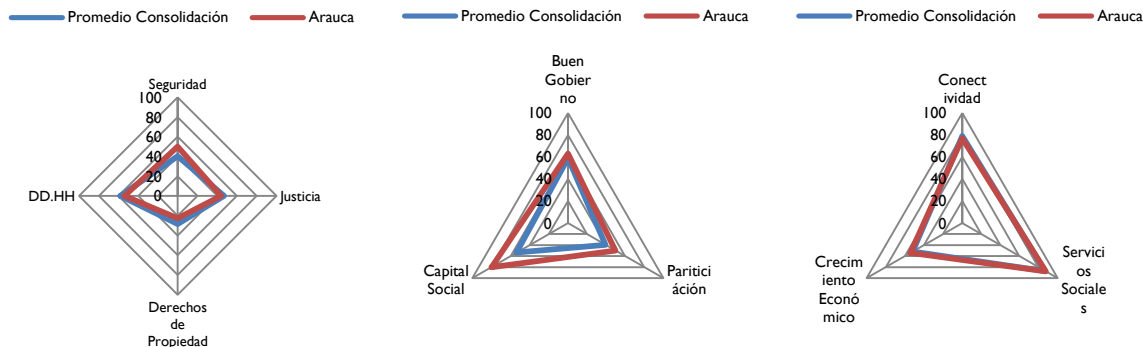 Promedio Consolidación Arauca
Seguridad
100
80
60
40
20
0
DD.HH
Justicia
Derechos
de
Propiedad
Promedio Consolidación Arauca
Buen
Gobier
no
100
80
60
40
20
0
Capital
Social
Paritici
áción
Promedio Consolidación Arauca
Conect
ividad
100
80
60
40
20
0
Crecim
iento
Econó
mico
Servici
os
Sociale
s